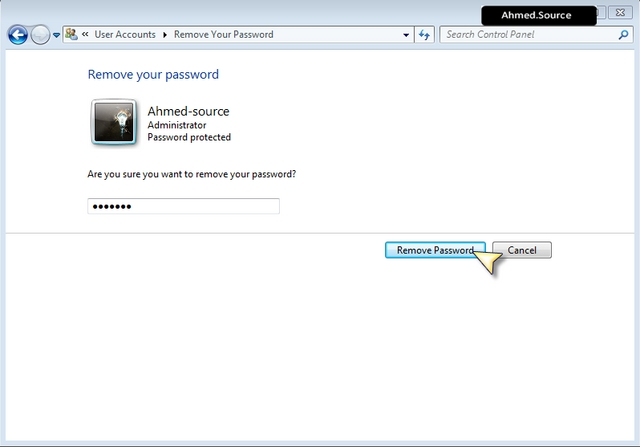 Ahmed.Source
« User Accounts ▸ Remove Your Password
Search Control Panel
Remove your password
Ahmed-source
Administrator
Password protected
Are you sure you want to remove your password?
•••••••
Remove Password
Cancel